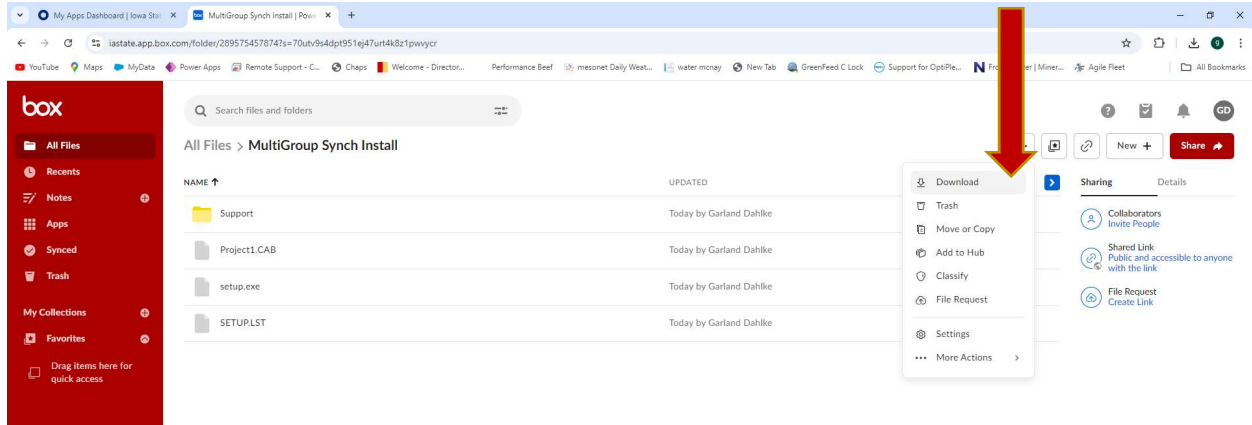 My Apps Dashboard | Iowa Stat
MultiGroup Synch Install | Powe
iastate.app.box.com/folder/289575457874?s=70utv9s4dpt951ej47urt4k8z1pwvycr
YouTube Maps MyData Power Apps Remote Support - C... Chaps Welcome - Director... Performance Beef mesonet Daily Weat... water mcnay New Tab GreenFeed C Lock Support for OptiPle... er | Miner... Agile Fleet All Bookmarks
box
Search files and folders
GD
All Files
Recents
Notes
Apps
Synced
Trash
My Collections
Favorites
Drag items here for
quick access
All Files > MultiGroup Synch Install
New +
Share
NAME ↑
UPDATED
Support
Today by Garland Dahlke
Project1.CAB
Today by Garland Dahlke
setup.exe
Today by Garland Dahlke
SETUP.LST
Today by Garland Dahlke
Download
Trash
Move or Copy
Add to Hub
Classify
File Request
Settings
More Actions >
Sharing
Details
Collaborators
Invite People
Shared Link
Public and accessible to anyone
with the link
File Request
Create Link